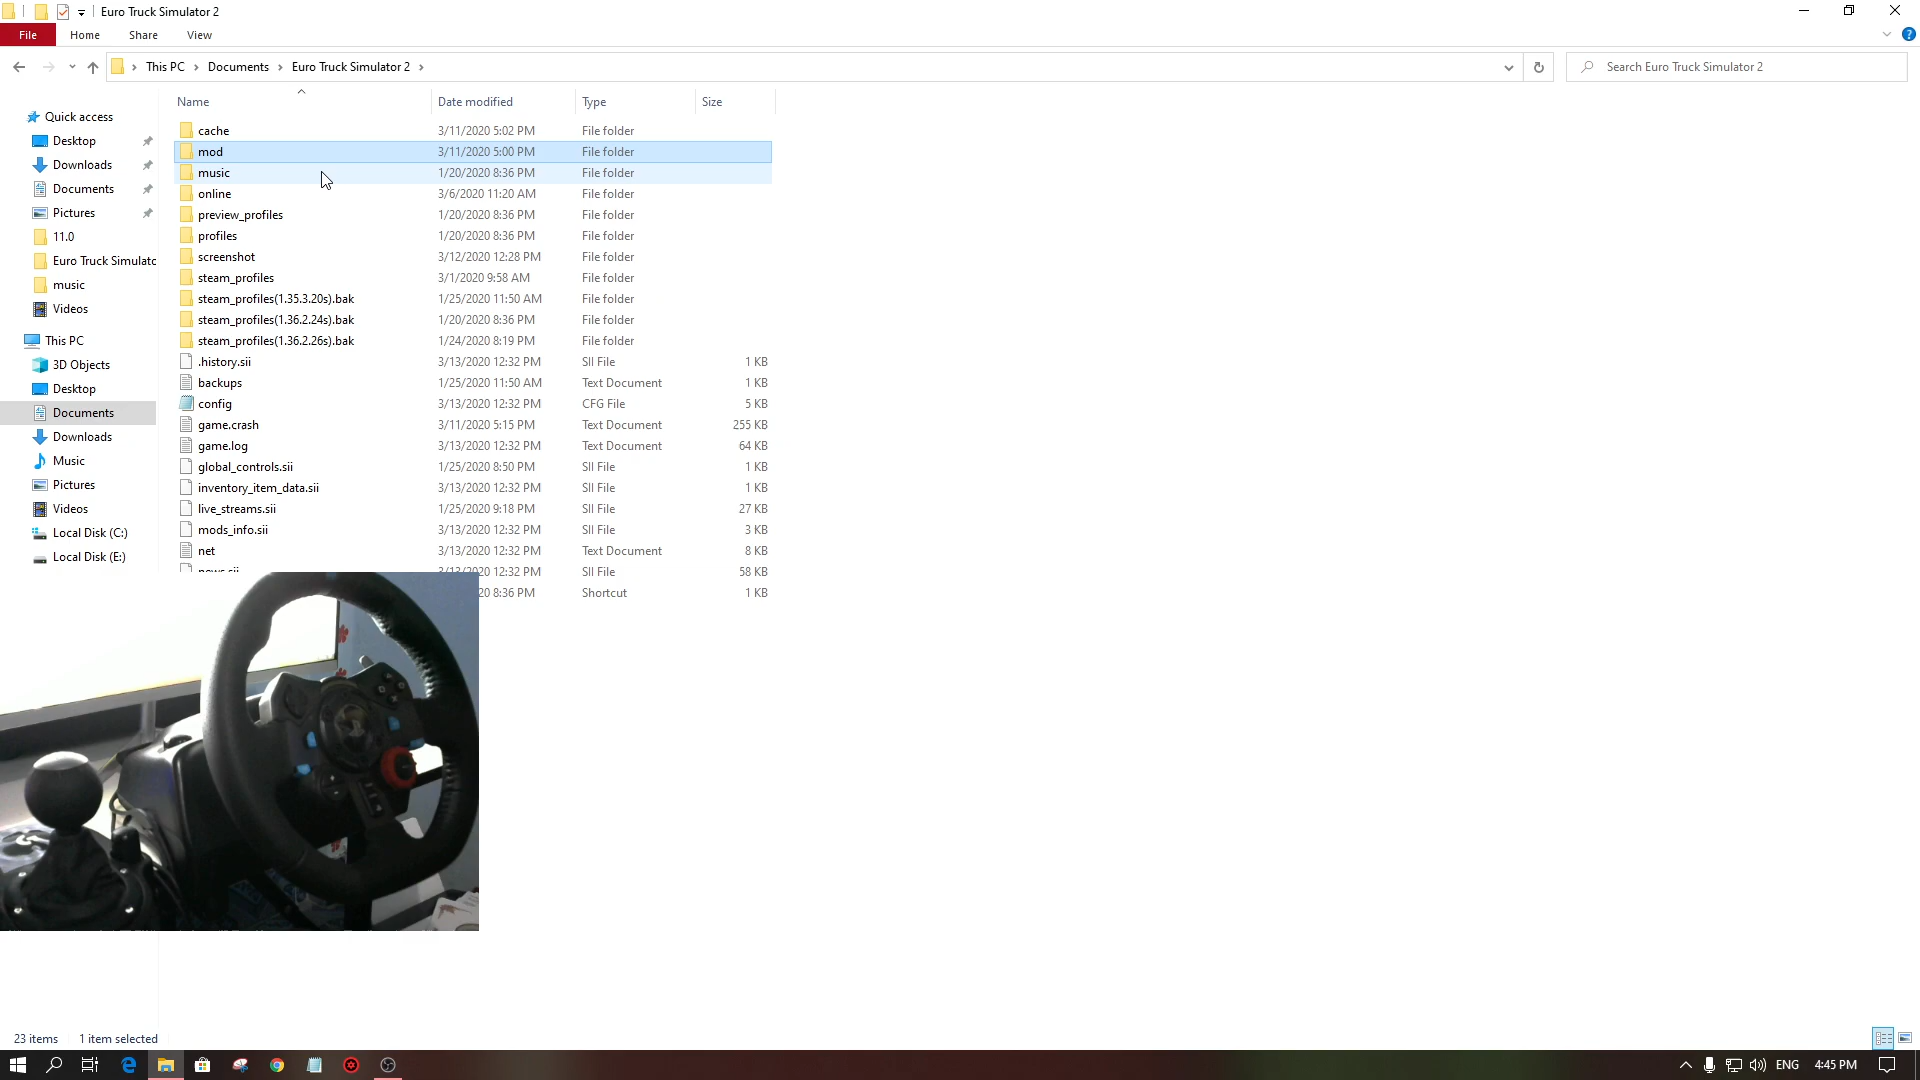 Euro Truck Simulator 2
File Home Share View
This PC Documents Euro Truck Simulator 2
Search Euro Truck Simulator 2
Name Date modified Type Size
Quick access
Desktop
Downloads
Documents
Pictures
11.0
Euro Truck Simulato
music
Videos
This PC
3D Objects
Desktop
Documents
Downloads
Music
Pictures
Videos
Local Disk (C:)
Local Disk (E:)
cache 3/11/2020 5:02 PM File folder
mod 3/11/2020 5:00 PM File folder
music 1/20/2020 8:36 PM File folder
online 3/6/2020 11:20 AM File folder
preview_profiles 1/20/2020 8:36 PM File folder
profiles 1/20/2020 8:36 PM File folder
screenshot 3/12/2020 12:28 PM File folder
steam_profiles 3/1/2020 9:58 AM File folder
steam_profiles(1.35.3.20s).bak 1/25/2020 11:50 AM File folder
steam_profiles(1.36.2.24s).bak 1/20/2020 8:36 PM File folder
steam_profiles(1.36.2.26s).bak 1/24/2020 8:19 PM File folder
.history.sii 3/13/2020 12:32 PM SII File 1 KB
backups 1/25/2020 11:50 AM Text Document 1 KB
config 3/13/2020 12:32 PM CFG File 5 KB
game.crash 3/11/2020 5:15 PM Text Document 255 KB
game.log 3/13/2020 12:32 PM Text Document 64 KB
global_controls.sii 1/25/2020 8:50 PM SII File 1 KB
inventory_item_data.sii 3/13/2020 12:32 PM SII File 1 KB
live_streams.sii 1/25/2020 9:18 PM SII File 27 KB
mods_info.sii 3/13/2020 12:32 PM SII File 3 KB
net 3/13/2020 12:32 PM Text Document 8 KB
news.sii 3/13/2020 12:32 PM SII File 58 KB
20 8:36 PM Shortcut 1 KB
23 items 1 item selected
ENG 4:45 PM